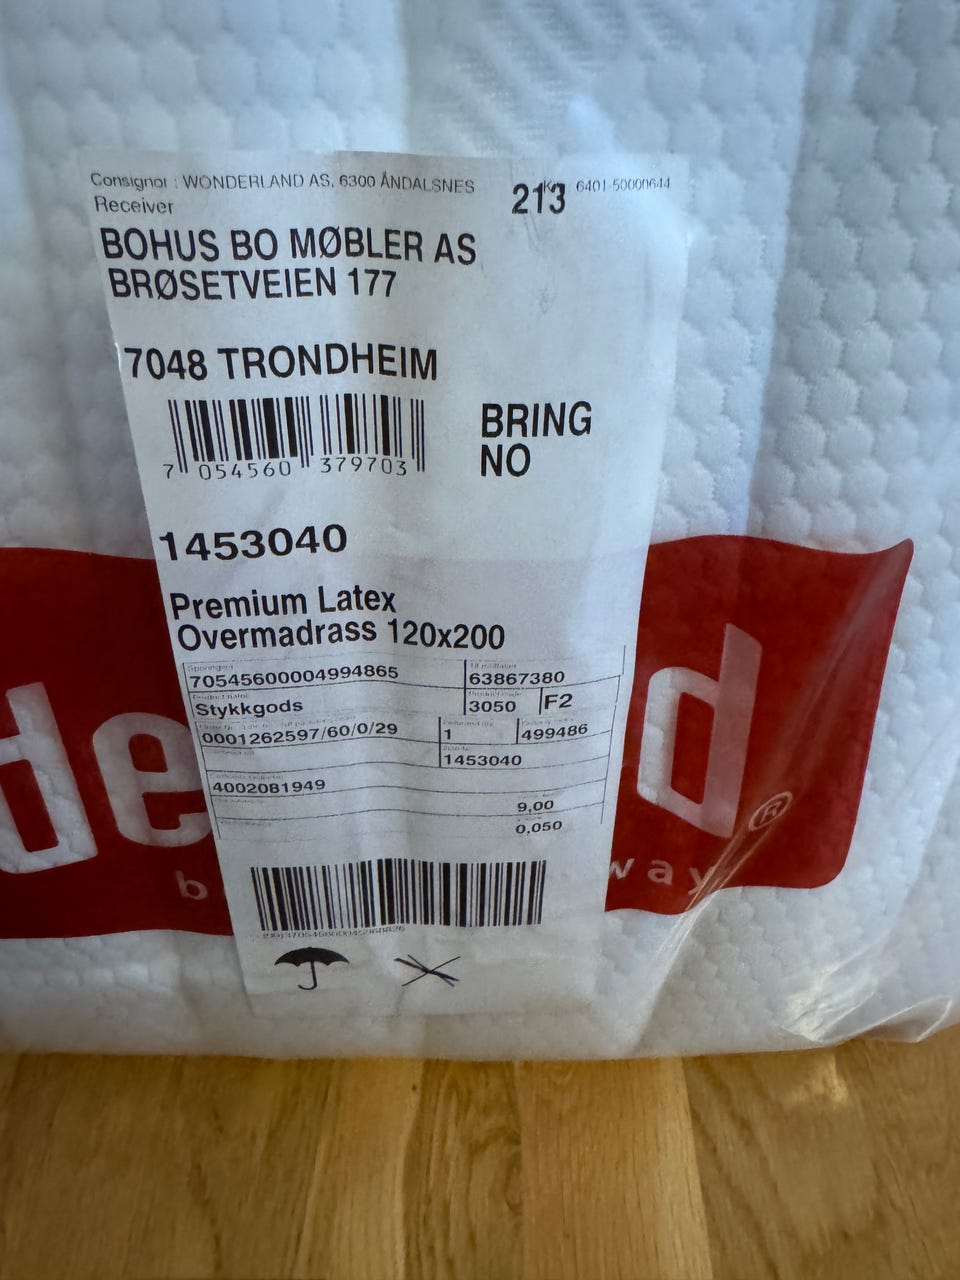 Consignor : WONDERLAND AS, 6300 ÅNDALSNES
Receiver
213
BOHUS BO MØBLER AS
BRØSETVEIEN 177
7048 TRONDHEIM
BRING
NO
7 054560 379703
1453040
Premium Latex
Overmadrass 120x200
70545600004994865
63867380
Stykkgods
3050 F2
0001262597/60/0/29
1
499486
1453040
4002081949
9,00
0,050
de
d ®
b
way